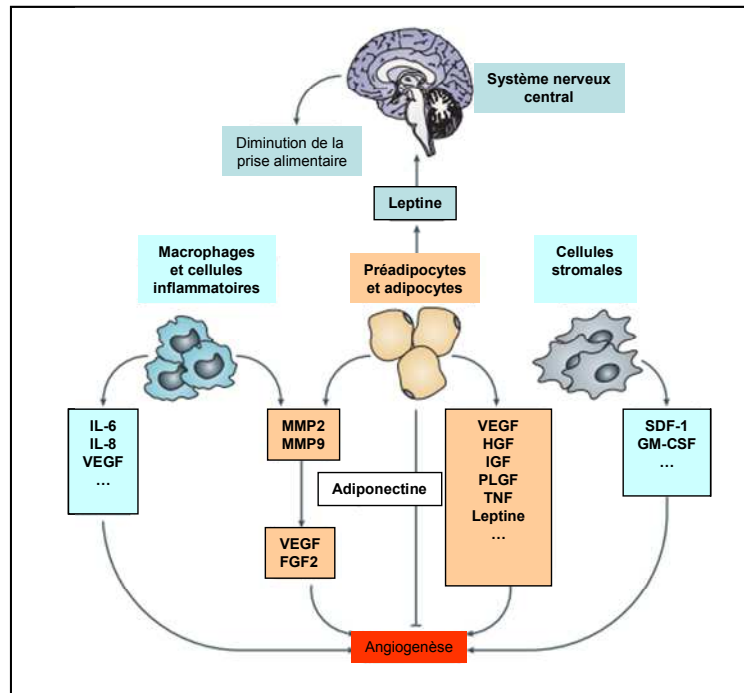 Système nerveux
central
Diminution de la
prise alimentaire
Leptine
Macrophages
et cellules
inflammatoires
Préadipocytes
et adipocytes
Cellules
stromales
IL-6
IL-8
VEGF
…
MMP2
MMP9
VEGF
HGF
IGF
PLGF
TNF
Leptine
…
SDF-1
GM-CSF
…
Adiponectine
VEGF
FGF2
Angiogenèse